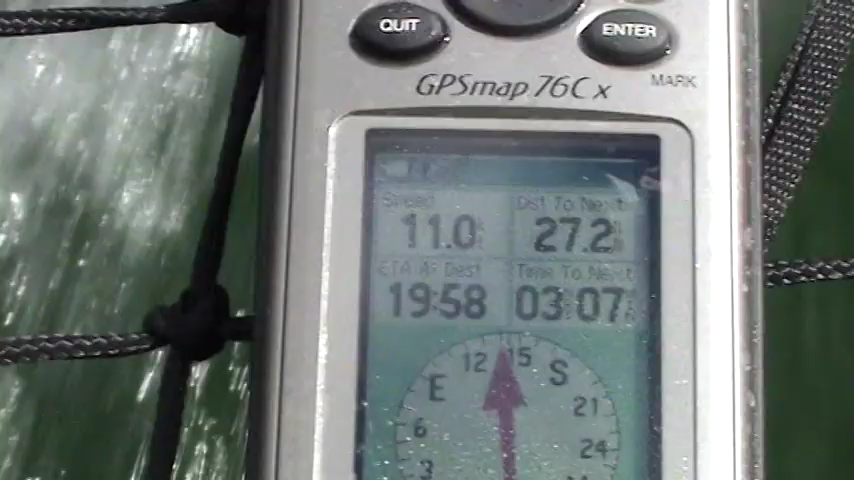 QUIT ENTER
GPSmap 76Cx MARK
Speed Dist To Next
11.0 27.2
ETA At Dest Time To Next
19:58 03:07
12 15
E S
21
6
24
3